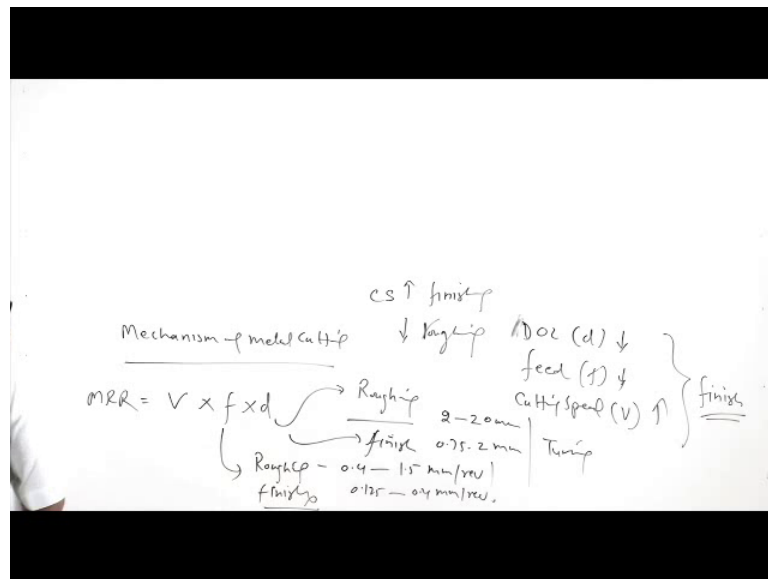 CS ↑ finishing
↓ Roughing
DOC (d) ↓
feed (f) ↓
Cutting Speed (V) ↑
finish
Mechanism of metal cutting
MRR = V × f × d
Roughing 2-20 mm
finish 0.75-2 mm
Turning
Roughing - 0.4 - 1.5 mm/rev
finishing 0.125 - 0.4 mm/rev.